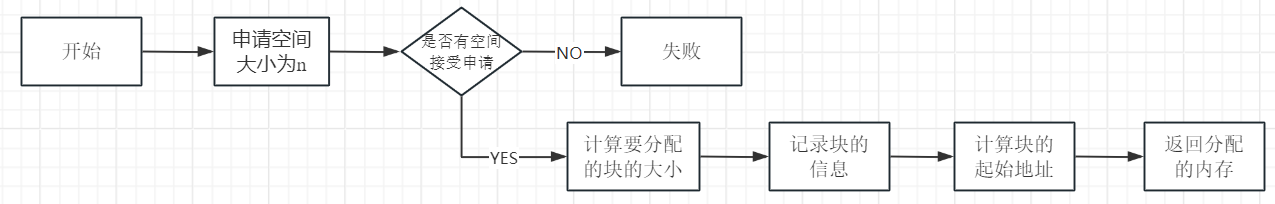 开始
申请空间
大小为n
是否有空间
接受申请
NO
失败
YES
计算要分配
的块的大小
记录块的
信息
计算块的
起始地址
返回分配
的内存